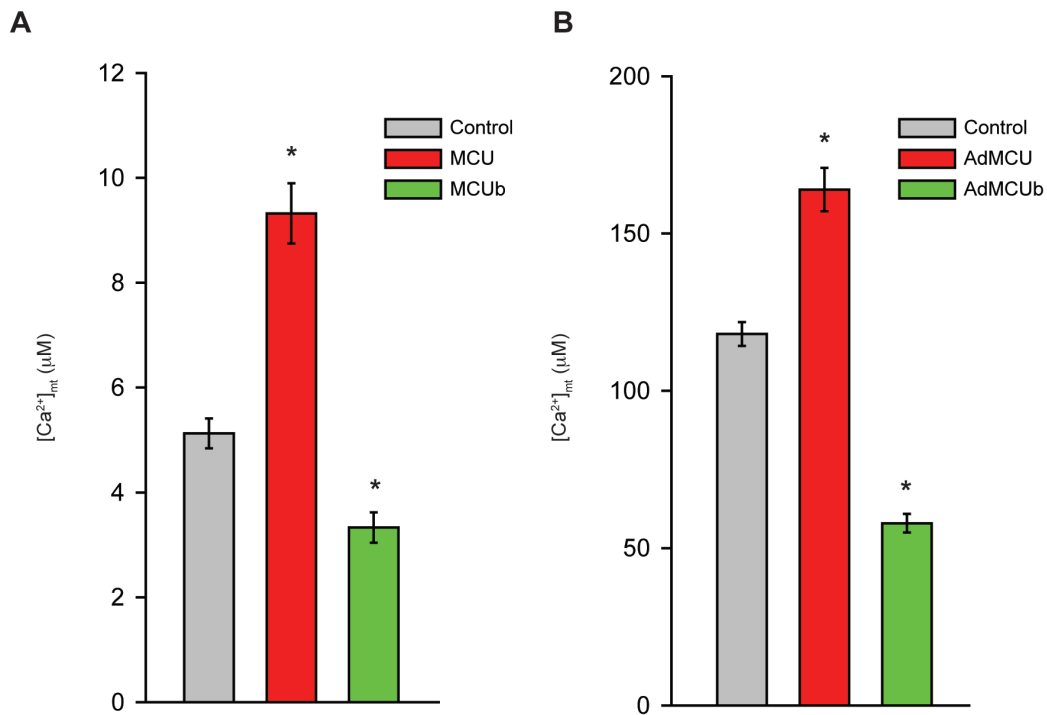 A
12
10
8
6
4
2
0
[Ca²⁺]mt (μM)
Control
MCU
MCUb
*
*
B
200
150
100
50
0
[Ca²⁺]mt (μM)
Control
AdMCU
AdMCUb
*
*